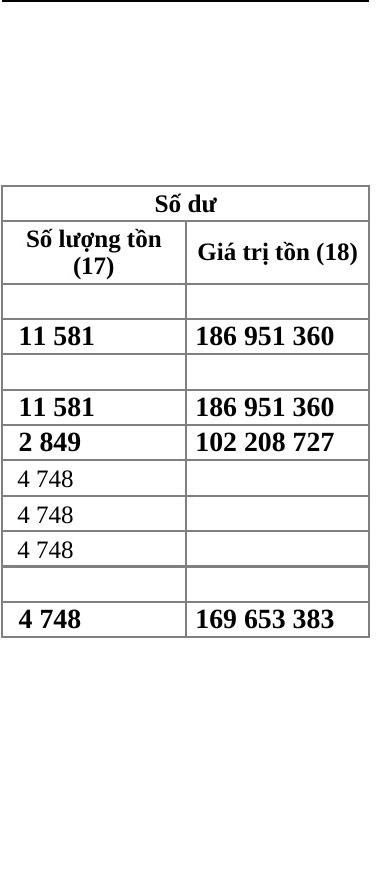 Số dư
Số lượng tồn
(17)
Giá trị tồn (18)
11 581 186 951 360
11 581 186 951 360
2 849 102 208 727
4 748
4 748
4 748
4 748 169 653 383